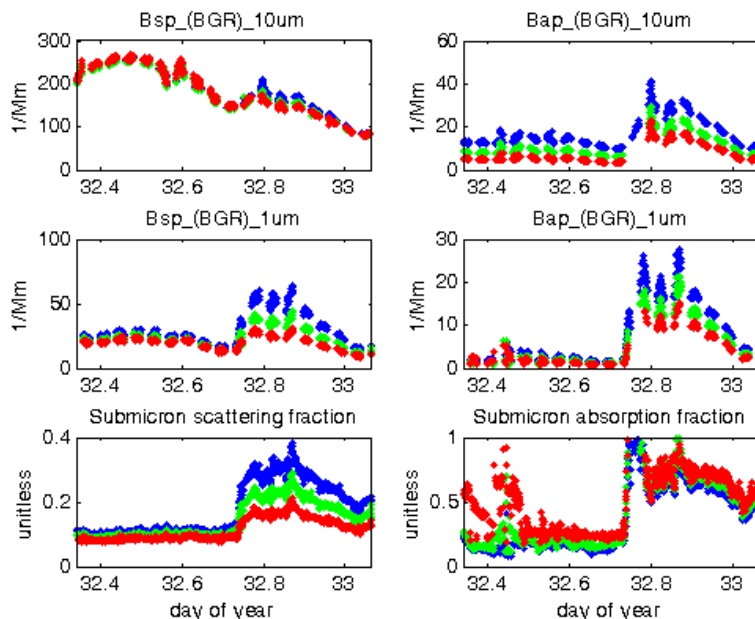 Bsp_(BGR)_10um
Bap_(BGR)_10um
300
200
100
0
1/Mm
32.4 32.6 32.8 33
60
40
20
0
1/Mm
32.4 32.6 32.8 33
Bsp_(BGR)_1um
Bap_(BGR)_1um
100
50
0
1/Mm
32.4 32.6 32.8 33
30
20
10
0
1/Mm
32.4 32.6 32.8 33
Submicron scattering fraction
Submicron absorption fraction
0.4
0.2
0
unitless
32.4 32.6 32.8 33
day of year
1
0.5
0
unitless
32.4 32.6 32.8 33
day of year